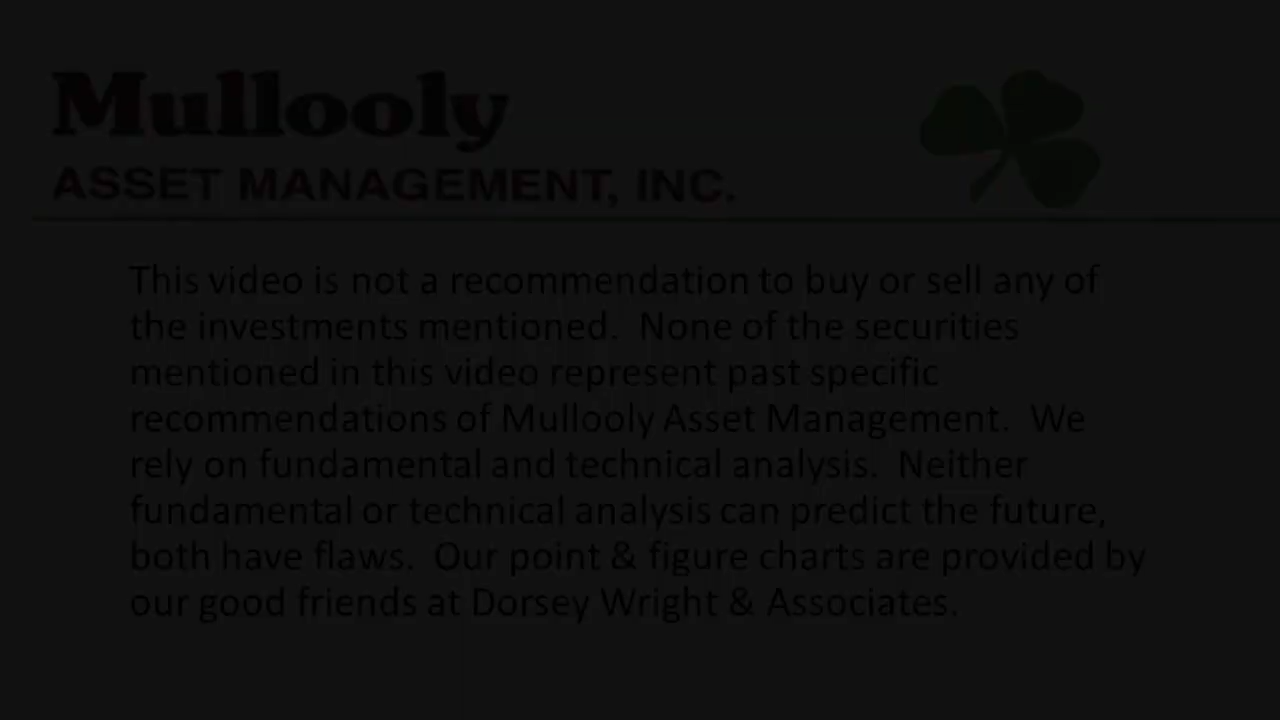 Mullooly
ASSET MANAGEMENT, INC.
This video is not a recommendation to buy or sell any of
the investments mentioned.  None of the securities
mentioned in this video represent past specific
recommendations of Mullooly Asset Management.  We
rely on fundamental and technical analysis.  Neither
fundamental or technical analysis can predict the future,
both have flaws.  Our point & figure charts are provided by
our good friends at Dorsey Wright & Associates.